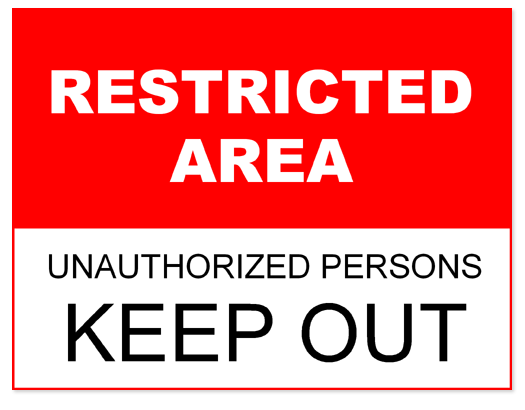 RESTRICTED
AREA
UNAUTHORIZED PERSONS
KEEP OUT